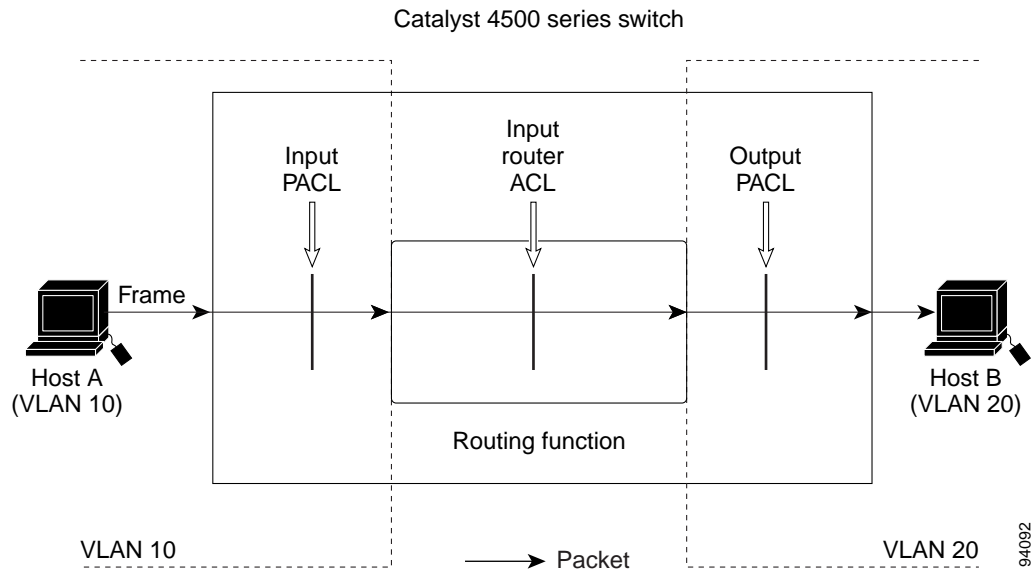 Catalyst 4500 series switch
Input
PACL
Input
router
ACL
Output
PACL
Frame
Host A
(VLAN 10)
Host B
(VLAN 20)
Routing function
VLAN 10
Packet
VLAN 20
94092